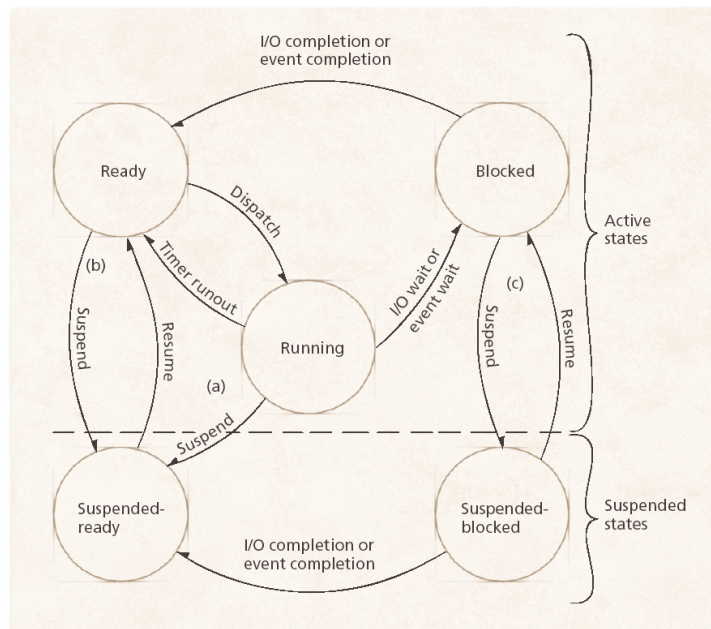 I/O completion or
event completion
Ready
Blocked
Dispatch
Active
states
(b)
Timer runout
I/O wait or
event wait
(c)
Suspend
Resume
Running
Suspend
Resume
(a)
Suspend
Suspended-
ready
Suspended-
blocked
Suspended
states
I/O completion or
event completion